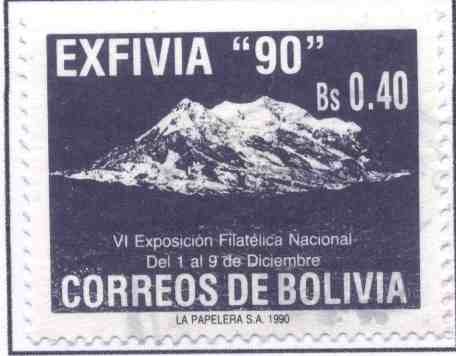 EXFIVIA “90”
Bs 0.40
VI Exposición Filatélica Nacional
Del 1 al 9 de Diciembre
CORREOS DE BOLIVIA
LA PAPELERA S.A. 1990